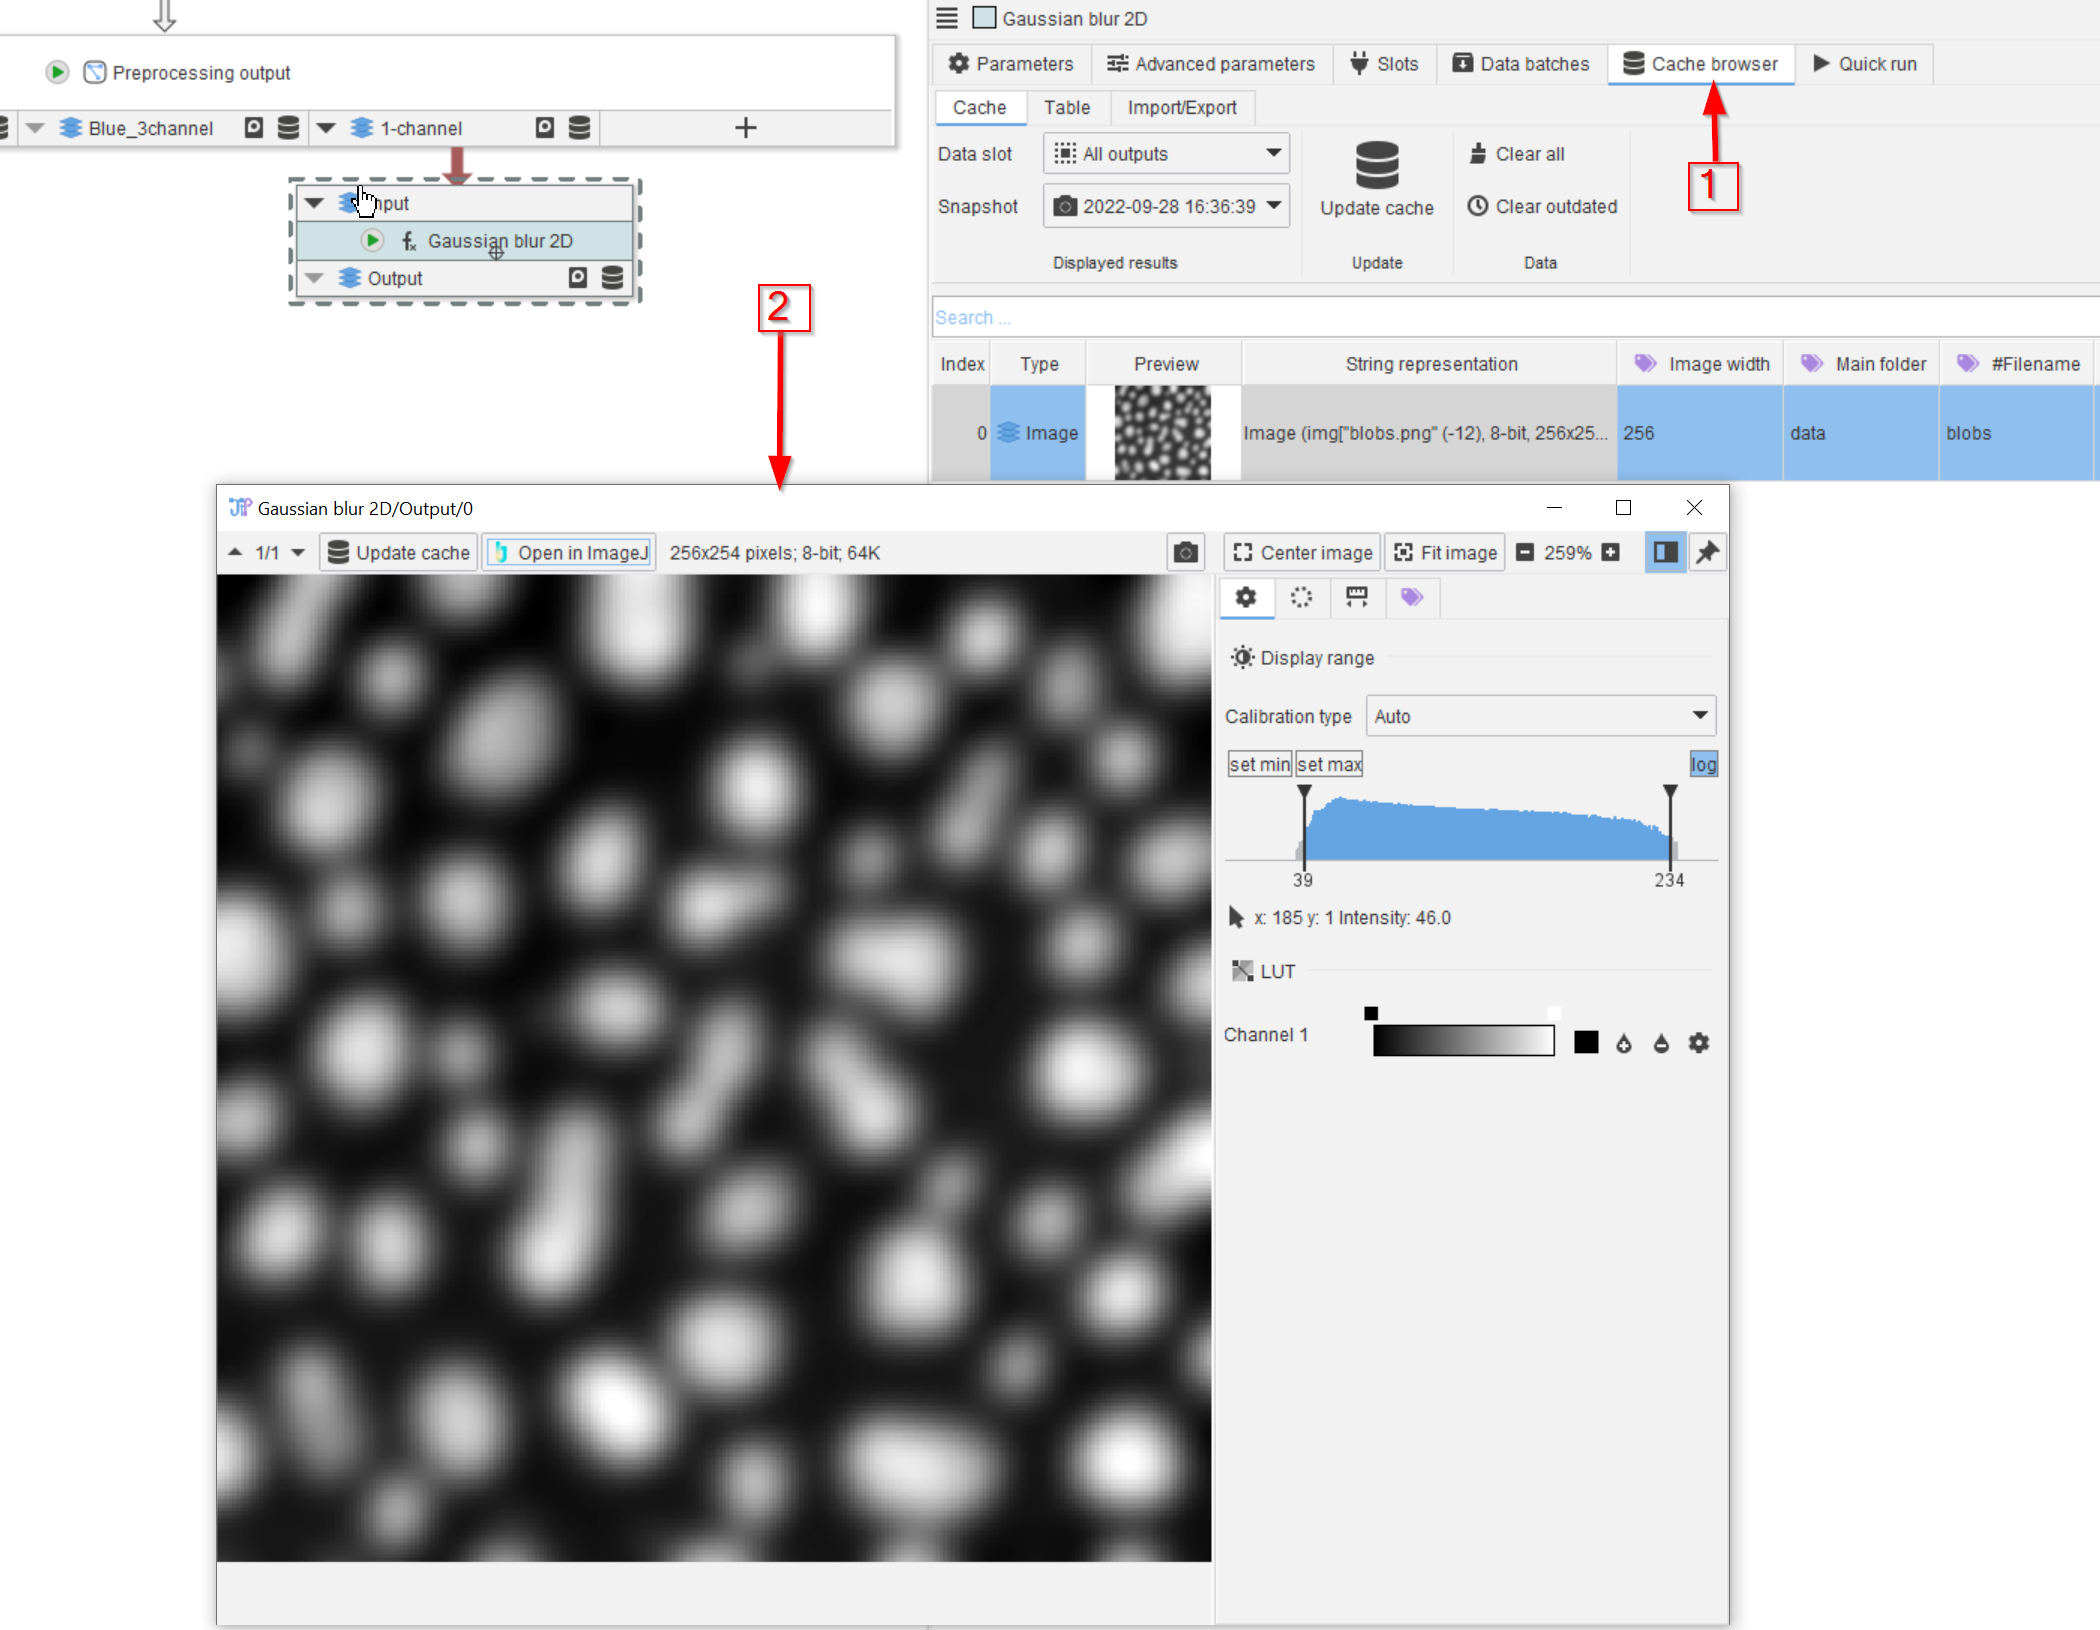 Gaussian blur 2D
Parameters
Advanced parameters
Slots
Data batches
Cache browser
Quick run
Preprocessing output
Blue_3channel
1-channel
Cache
Table
Import/Export
Data slot
All outputs
Update cache
Clear all
1
Snapshot
2022-09-28 16:36:39
Clear outdated
Displayed results
Update
Data
Gaussian blur 2D
Output
2
Search ...
Index
Type
Preview
String representation
Image width
Main folder
#Filename
0
Image
Image (img["blobs.png" (-12), 8-bit, 256x25...
256
data
blobs
Gaussian blur 2D/Output/0
1/1
Update cache
Open in ImageJ
256x254 pixels; 8-bit; 64K
Center image
Fit image
259%
Display range
Calibration type
Auto
set min
set max
log
39
234
x: 185 y: 1 Intensity: 46.0
LUT
Channel 1